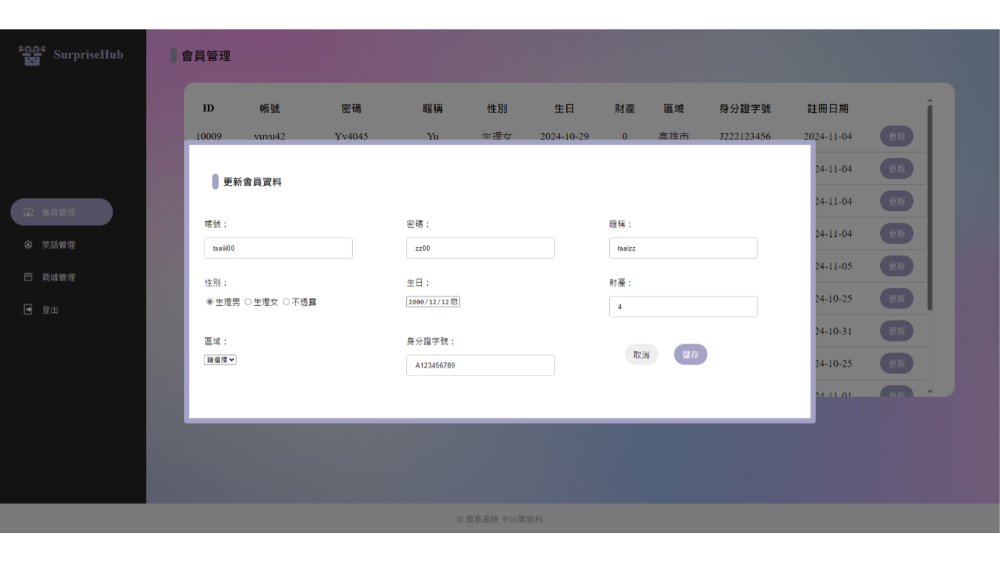 SurpriseHub
會員管理
笑話管理
商城管理
登出
會員管理
ID 帳號 密碼 暱稱 性別 生日 財產 區域 身分證字號 註冊日期
10009 yuyu42 Yy4045 Yu 生理女 2024-10-29 0 高雄市 J222123456 2024-11-04 更新
24-11-04 更新
24-11-04 更新
24-11-04 更新
24-11-05 更新
24-10-25 更新
24-10-31 更新
24-10-25 更新
24-11-01 更新
更新會員資料
帳號： 密碼： 暱稱：
tsaiii00 zz00 tsaizz
性別： 生日： 財產：
生理男 生理女 不透露 2000/12/12 4
區域： 身分證字號：
請選擇 A123456789 取消 儲存
© 國泰產險 中台開發科